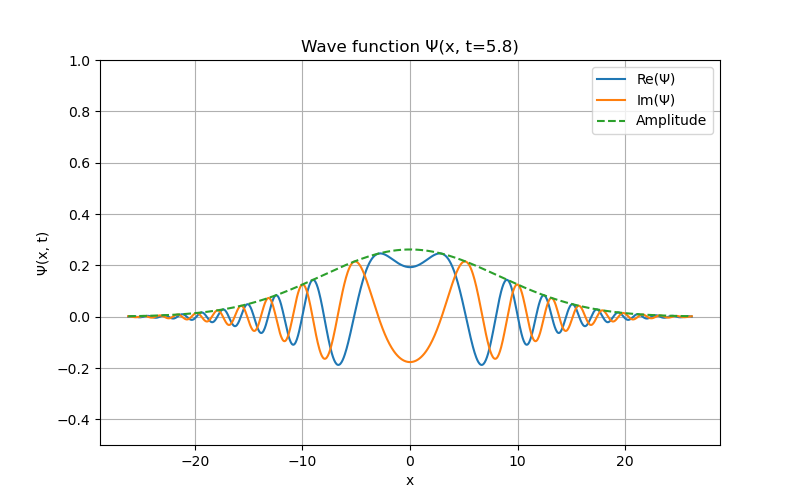 Wave function Ψ(x, t=5.8)
Re(Ψ)
Im(Ψ)
Amplitude
Ψ(x, t)
1.0
0.8
0.6
0.4
0.2
0.0
−0.2
−0.4
−20 −10 0 10 20
x